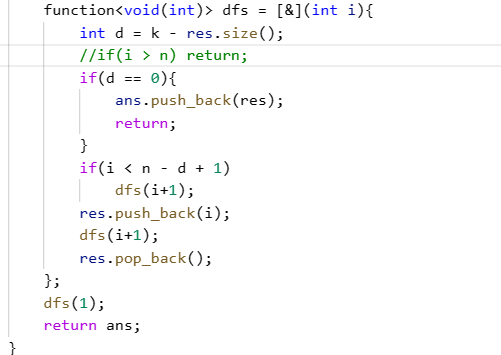 function<void(int)> dfs = [&](int i){
int d = k - res.size();
//if(i > n) return;
if(d == 0){
ans.push_back(res);
return;
}
if(i < n - d + 1)
dfs(i+1);
res.push_back(i);
dfs(i+1);
res.pop_back();
};
dfs(1);
return ans;
}